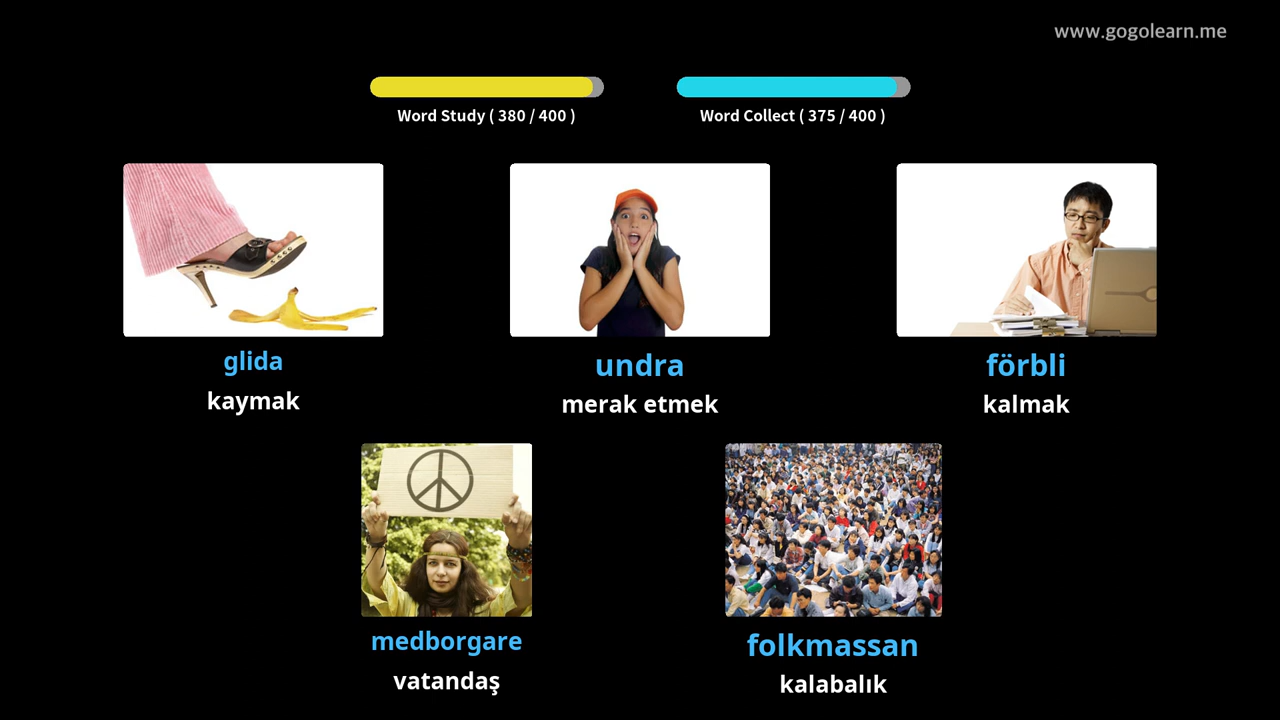 www.gogolearn.me
Word Study ( 380 / 400 )
Word Collect ( 375 / 400 )
glida
kaymak
undra
merak etmek
förbli
kalmak
medborgare
vatandaş
folkmassan
kalabalık